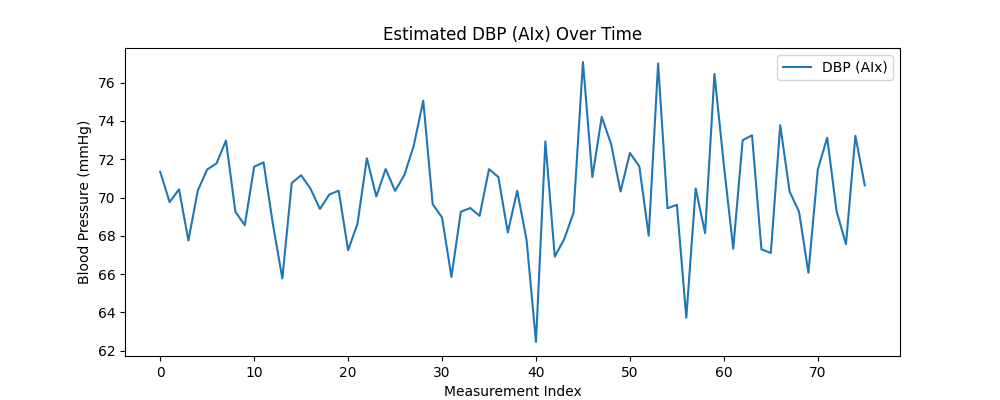 Estimated DBP (AIx) Over Time
DBP (AIx)
Blood Pressure (mmHg)
76
74
72
70
68
66
64
62
0 10 20 30 40 50 60 70
Measurement Index